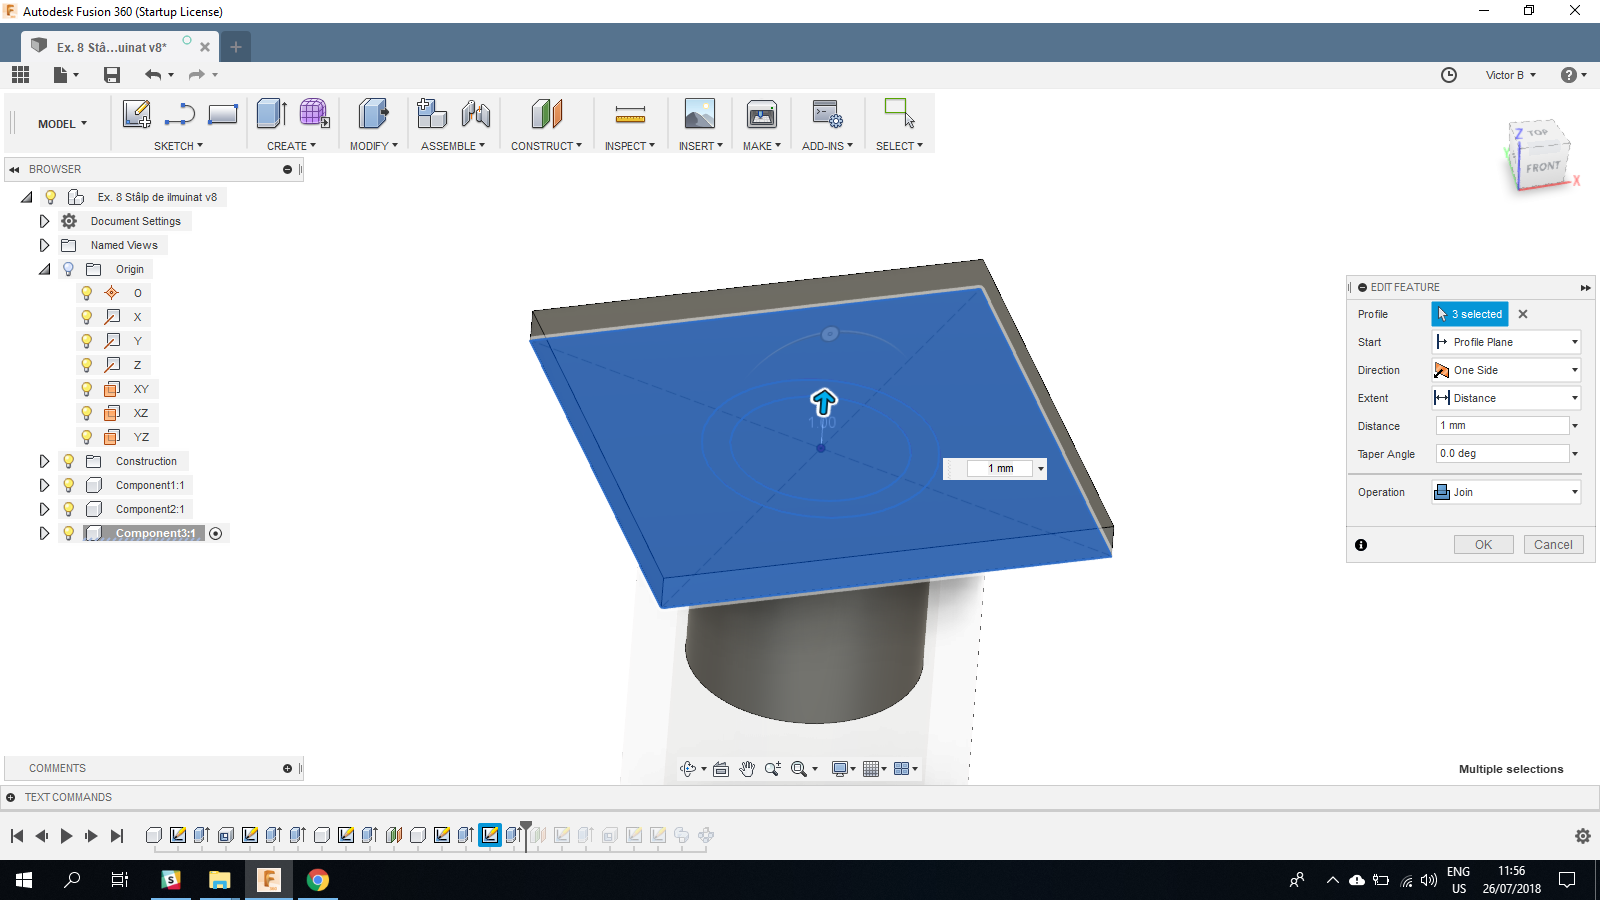 Autodesk Fusion 360 (Startup License)
Ex. 8 Stâ...uinat v8*
Victor B
MODEL
SKETCH
CREATE
MODIFY
ASSEMBLE
CONSTRUCT
INSPECT
INSERT
MAKE
ADD-INS
SELECT
BROWSER
Ex. 8 Stâlp de ilmuinat v8
Document Settings
Named Views
Origin
O
X
Y
Z
XY
XZ
YZ
Construction
Component1:1
Component2:1
Component3:1
Z
TOP
Y
FRONT
X
1.00
1 mm
EDIT FEATURE
Profile
3 selected
Start
Profile Plane
Direction
One Side
Extent
Distance
Distance
1 mm
Taper Angle
0.0 deg
Operation
Join
OK
Cancel
Multiple selections
COMMENTS
TEXT COMMANDS
ENG
US
11:56
26/07/2018